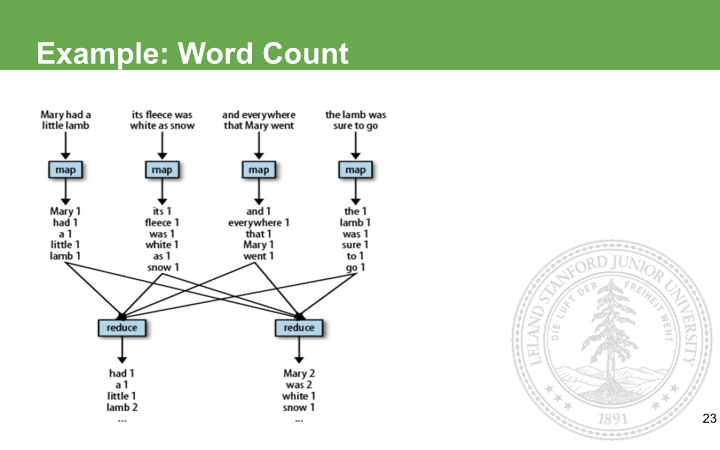 Example: Word Count
Mary had a
little lamb
its fleece was
white as snow
and everywhere
that Mary went
the lamb was
sure to go
map
map
map
map
Mary 1
had 1
a 1
little 1
lamb 1
its 1
fleece 1
was 1
white 1
as 1
snow 1
and 1
everywhere 1
that 1
Mary 1
went 1
the 1
lamb 1
was 1
sure 1
to 1
go 1
reduce
reduce
had 1
a 1
little 1
lamb 2
...
Mary 2
was 2
white 1
snow 1
...
LELAND STANFORD JUNIOR UNIVERSITY
DIE LUFT DER FREIHEIT WEHT
1891
23